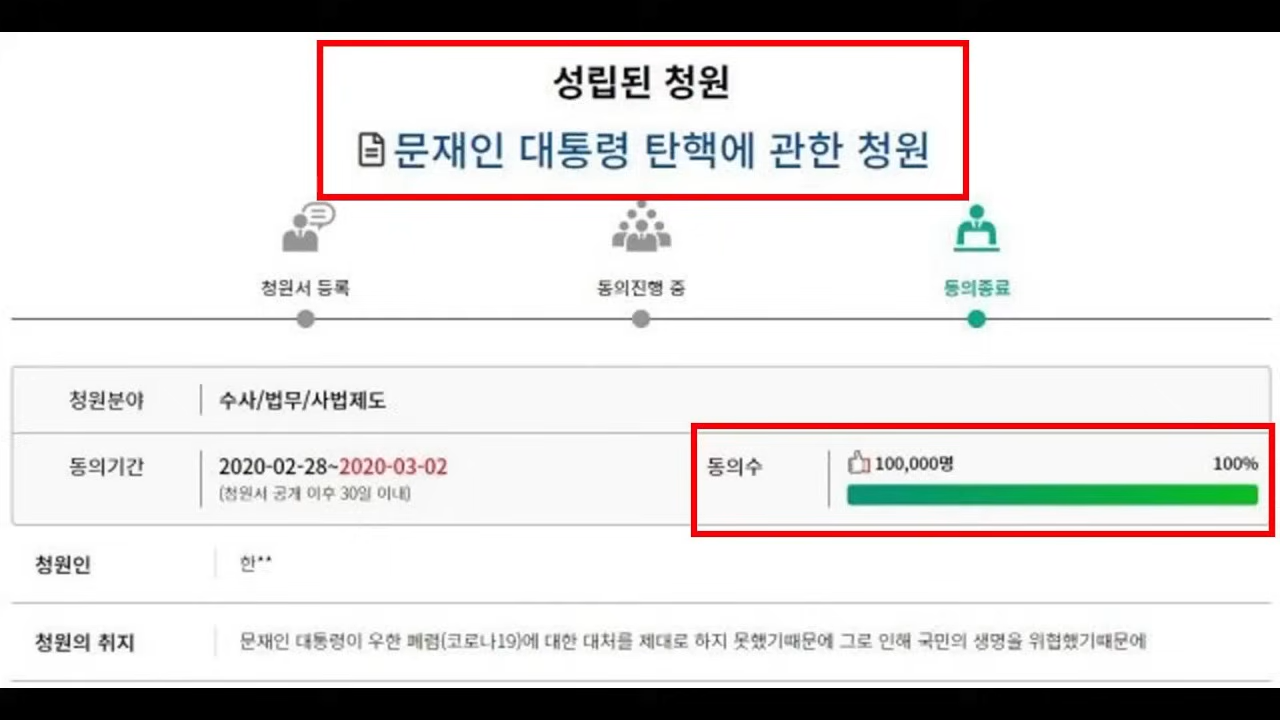 성립된 청원
문재인 대통령 탄핵에 관한 청원
청원서 등록
동의진행 중
동의종료
청원분야
수사/법무/사법제도
동의기간
2020-02-28~2020-03-02
(청원서 공개 이후 30일 이내)
동의수
100,000명
100%
청원인
한**
청원의 취지
문재인 대통령이 우한 폐렴(코로나19)에 대한 대처를 제대로 하지 못했기때문에 그로 인해 국민의 생명을 위협했기때문에